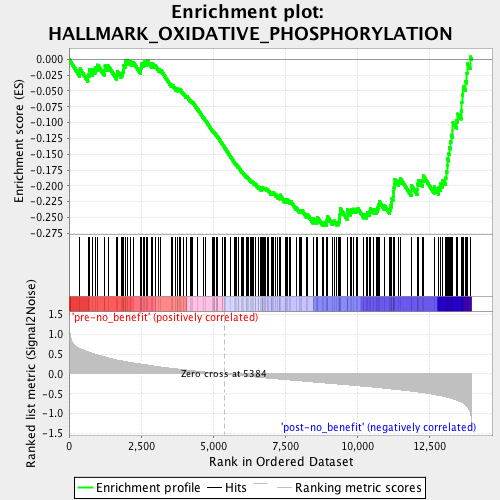 Enrichment plot:
HALLMARK_OXIDATIVE_PHOSPHORYLATION
Enrichment score (ES)
0.000
-0.025
-0.050
-0.075
-0.100
-0.125
-0.150
-0.175
-0.200
-0.225
-0.250
-0.275
Ranked list metric (Signal2Noise)
1.5
1.0
0.5
0.0
-0.5
-1.0
-1.5
'pre-no_benefit' (positively correlated)
Zero cross at 5384
'post-no_benefit' (negatively correlated)
0
2,500
5,000
7,500
10,000
12,500
Rank in Ordered Dataset
Enrichment profile
Hits
Ranking metric scores